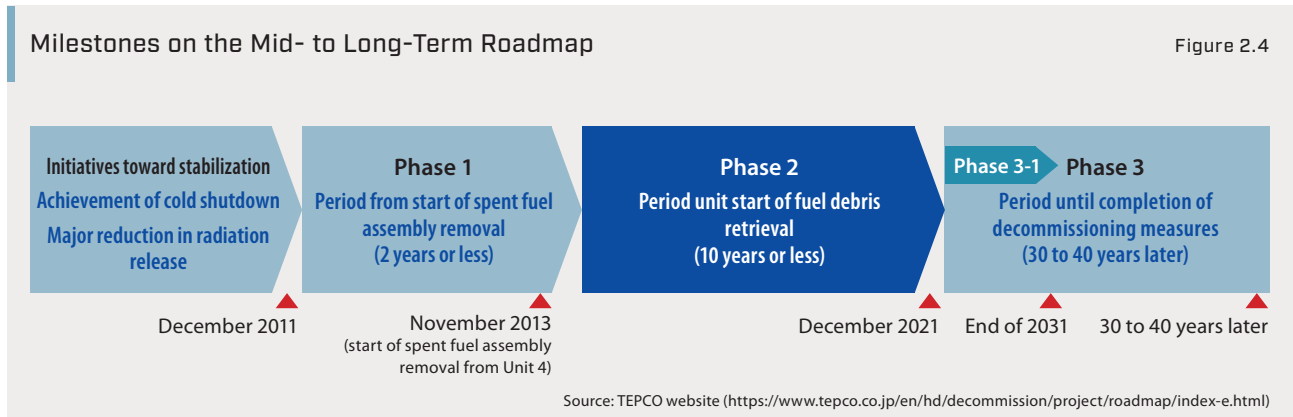 Milestones on the Mid- to Long-Term Roadmap
Figure 2.4
Initiatives toward stabilization
Achievement of cold shutdown
Major reduction in radiation
release
Phase 1
Period from start of spent fuel
assembly removal
(2 years or less)
Phase 2
Period unit start of fuel debris
retrieval
(10 years or less)
Phase 3-1
Phase 3
Period until completion of
decommissioning measures
(30 to 40 years later)
December 2011
November 2013
(start of spent fuel assembly
removal from Unit 4)
December 2021
End of 2031
30 to 40 years later
Source: TEPCO website (https://www.tepco.co.jp/en/hd/decommission/project/roadmap/index-e.html)